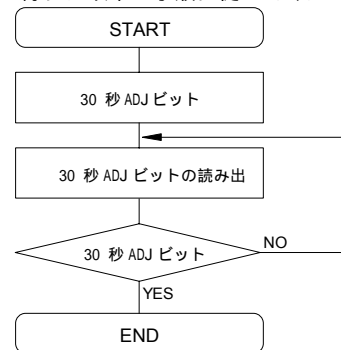 START
30 秒 ADJ ビット
30 秒 ADJ ビットの読み出
30 秒 ADJ ビット
NO
YES
END